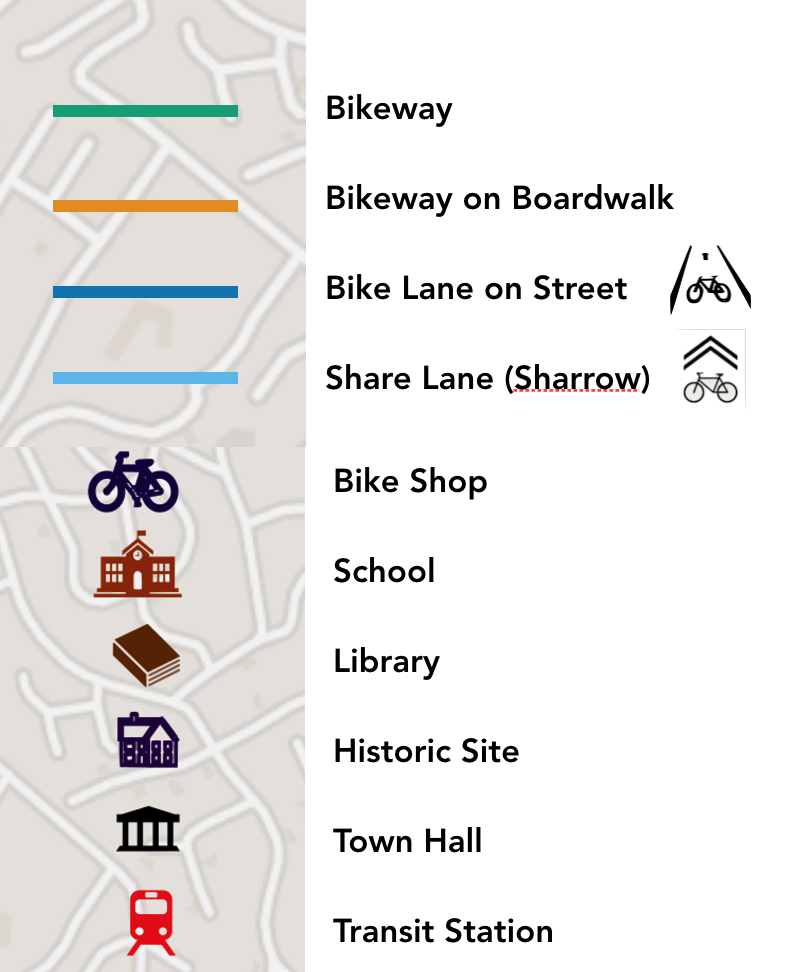 Bikeway
Bikeway on Boardwalk
Bike Lane on Street
Share Lane (Sharrow)
Bike Shop
School
Library
Historic Site
Town Hall
Transit Station